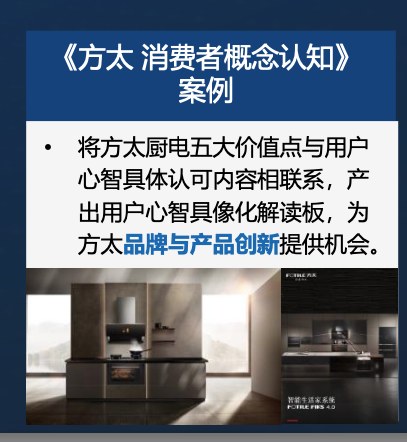 《方太 消费者概念认知》
案例
• 将方太厨电五大价值点与用户
心智具体认可内容相联系，产
出用户心智具像化解读板，为
方太品牌与产品创新提供机会。
FOTILE 方太
智能生活家系统
FOTILE FIKS 4.0